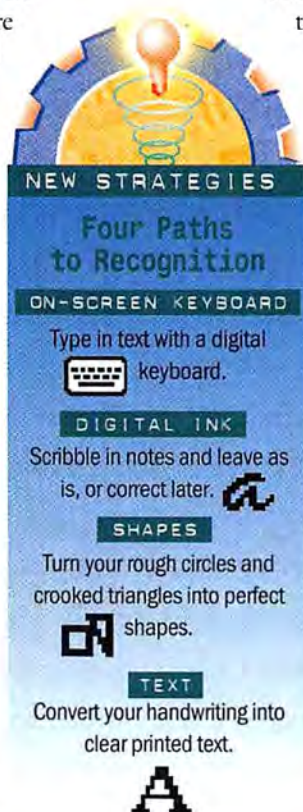 re
t
NEW STRATEGIES
Four Paths
to Recognition
ON-SCREEN KEYBOARD
Type in text with a digital
keyboard.
DIGITAL INK
Scribble in notes and leave as
is, or correct later. a
SHAPES
Turn your rough circles and
crooked triangles into perfect
shapes.
TEXT
Convert your handwriting into
clear printed text.
A